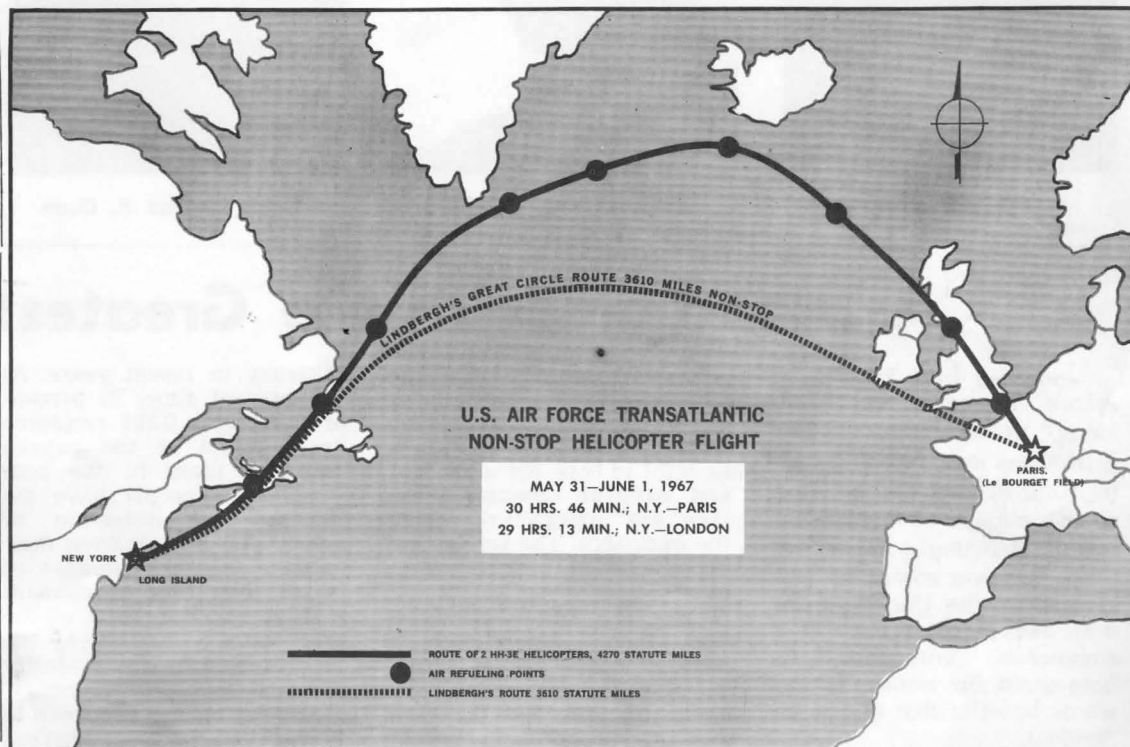 P. Cox
Greates
LINDBERGH'S GREAT CIRCLE ROUTE 3610 MILES NON-STOP
U.S. AIR FORCE TRANSATLANTIC
NON-STOP HELICOPTER FLIGHT
MAY 31—JUNE 1, 1967
30 HRS. 46 MIN.; N.Y.—PARIS
29 HRS. 13 MIN.; N.Y.—LONDON
PARIS.
(Le BOURGET FIELD)
NEW YORK
LONG ISLAND
ROUTE OF 2 HH-3E HELICOPTERS, 4270 STATUTE MILES
AIR REFUELING POINTS
LINDBERGH'S ROUTE 3610 STATUTE MILES